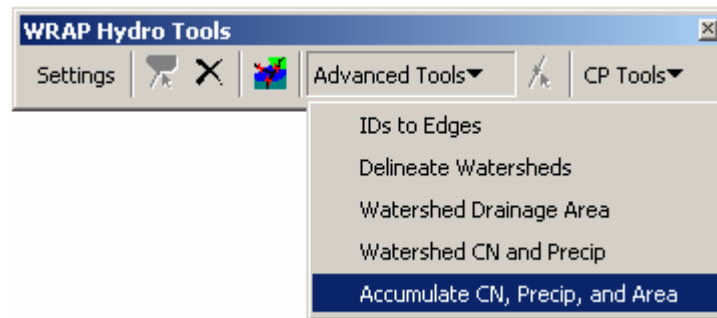 WRAP Hydro Tools
Settings Advanced Tools▼ CP Tools▼
IDs to Edges
Delineate Watersheds
Watershed Drainage Area
Watershed CN and Precip
Accumulate CN, Precip, and Area